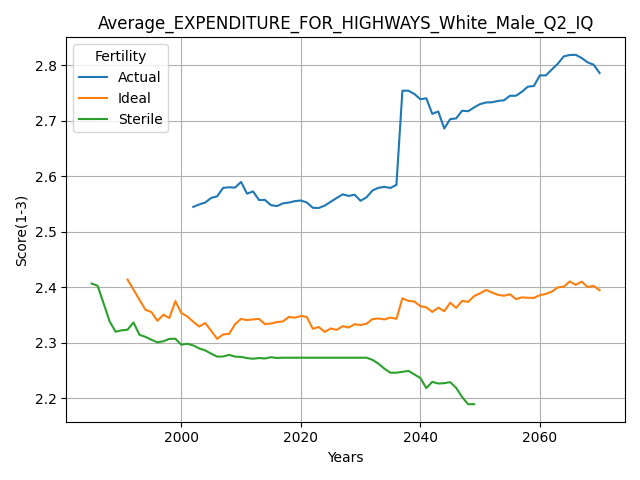 Average_EXPENDITURE_FOR_HIGHWAYS_White_Male_Q2_IQ
Fertility
Actual
Ideal
Sterile
Score(1-3)
2.8
2.7
2.6
2.5
2.4
2.3
2.2
2000 2020 2040 2060
Years